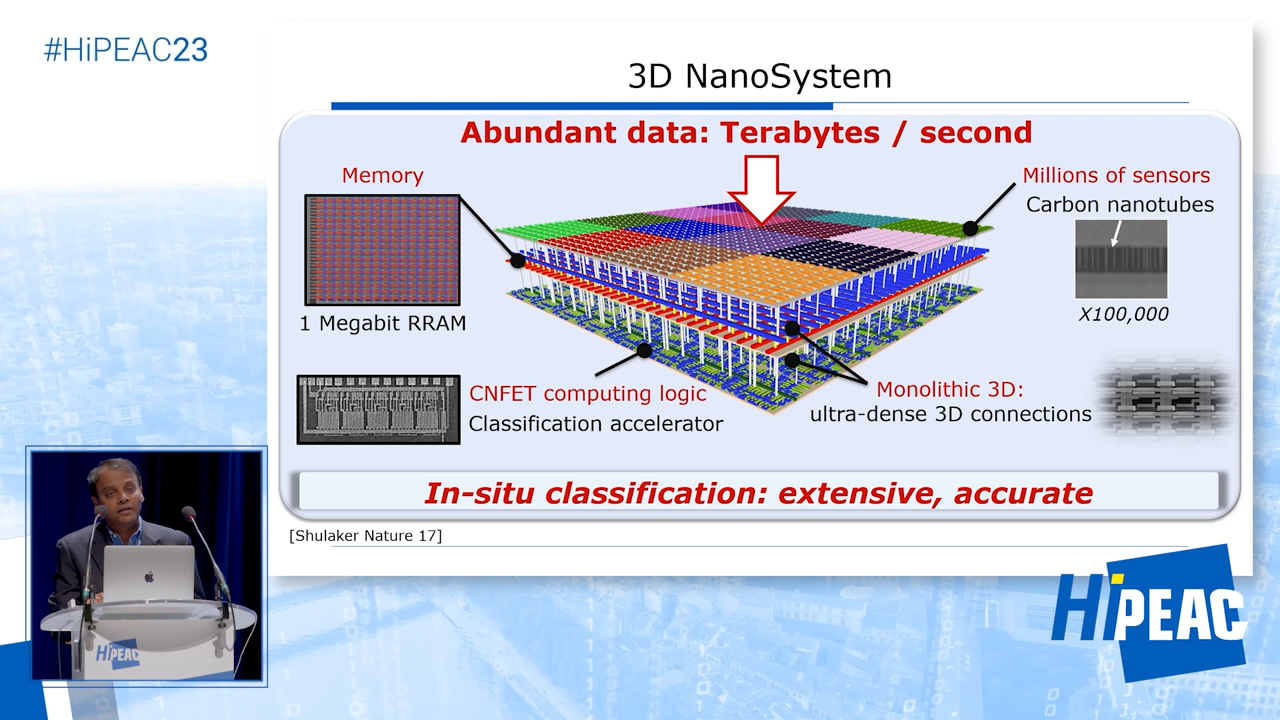 #HiPEAC23
3D NanoSystem
Abundant data: Terabytes / second
Memory
1 Megabit RRAM
Millions of sensors
Carbon nanotubes
X100,000
CNFET computing logic
Classification accelerator
Monolithic 3D:
ultra-dense 3D connections
In-situ classification: extensive, accurate
[Shulaker Nature 17]
HiPEAC
HiPEAC